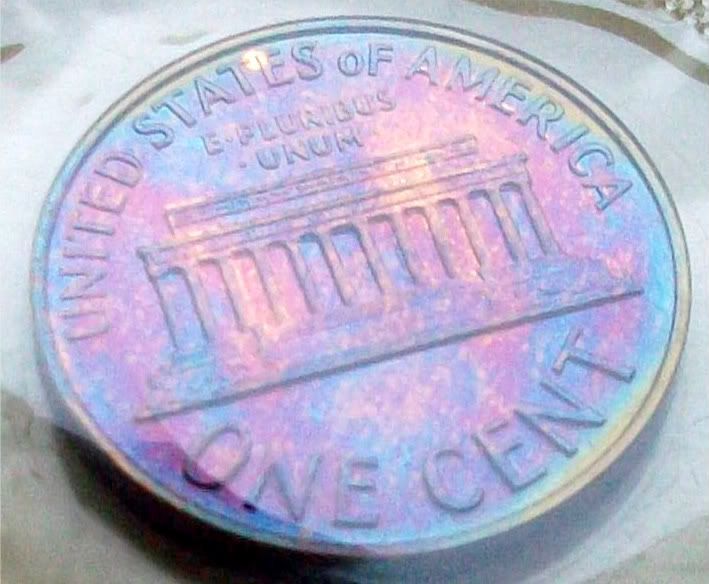 UNITED STATES OF AMERICA
E·PLURIBUS
·UNUM·
ONE CENT